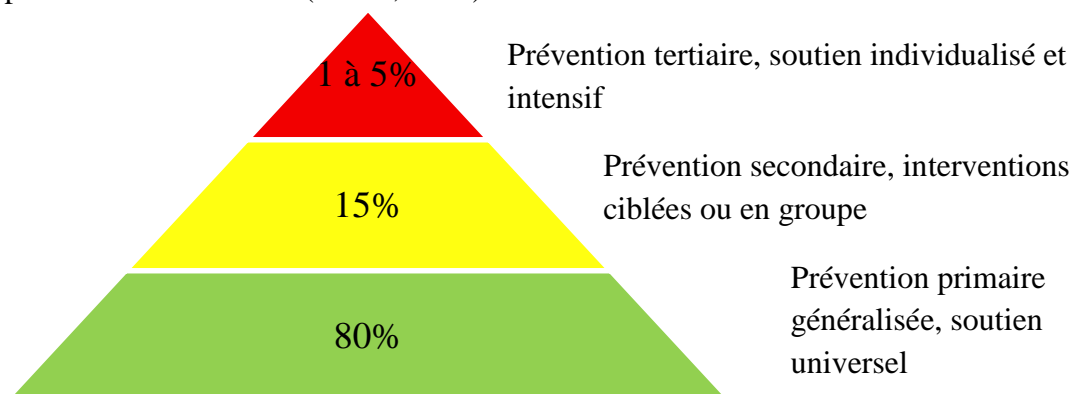 1 à 5%
Prévention tertiaire, soutien individualisé et
intensif
15%
Prévention secondaire, interventions
ciblées ou en groupe
80%
Prévention primaire
généralisée, soutien
universel